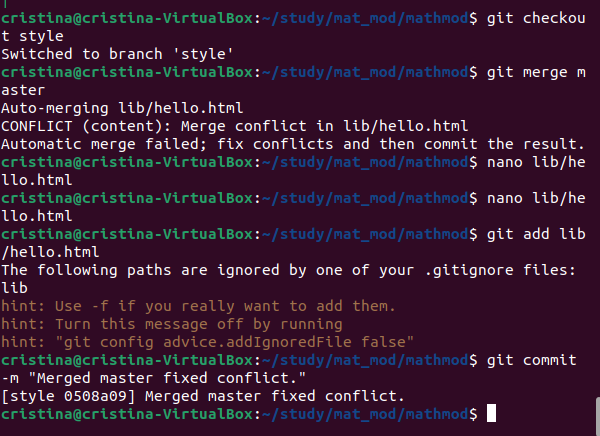 cristina@cristina-VirtualBox:~/study/mat_mod/mathmod$ git checkou
t style
Switched to branch 'style'
cristina@cristina-VirtualBox:~/study/mat_mod/mathmod$ git merge m
aster
Auto-merging lib/hello.html
CONFLICT (content): Merge conflict in lib/hello.html
Automatic merge failed; fix conflicts and then commit the result.
cristina@cristina-VirtualBox:~/study/mat_mod/mathmod$ nano lib/he
llo.html
cristina@cristina-VirtualBox:~/study/mat_mod/mathmod$ nano lib/he
llo.html
cristina@cristina-VirtualBox:~/study/mat_mod/mathmod$ git add lib
/hello.html
The following paths are ignored by one of your .gitignore files:
lib
hint: Use -f if you really want to add them.
hint: Turn this message off by running
hint: "git config advice.addIgnoredFile false"
cristina@cristina-VirtualBox:~/study/mat_mod/mathmod$ git commit
-m "Merged master fixed conflict."
[style 0508a09] Merged master fixed conflict.
cristina@cristina-VirtualBox:~/study/mat_mod/mathmod$